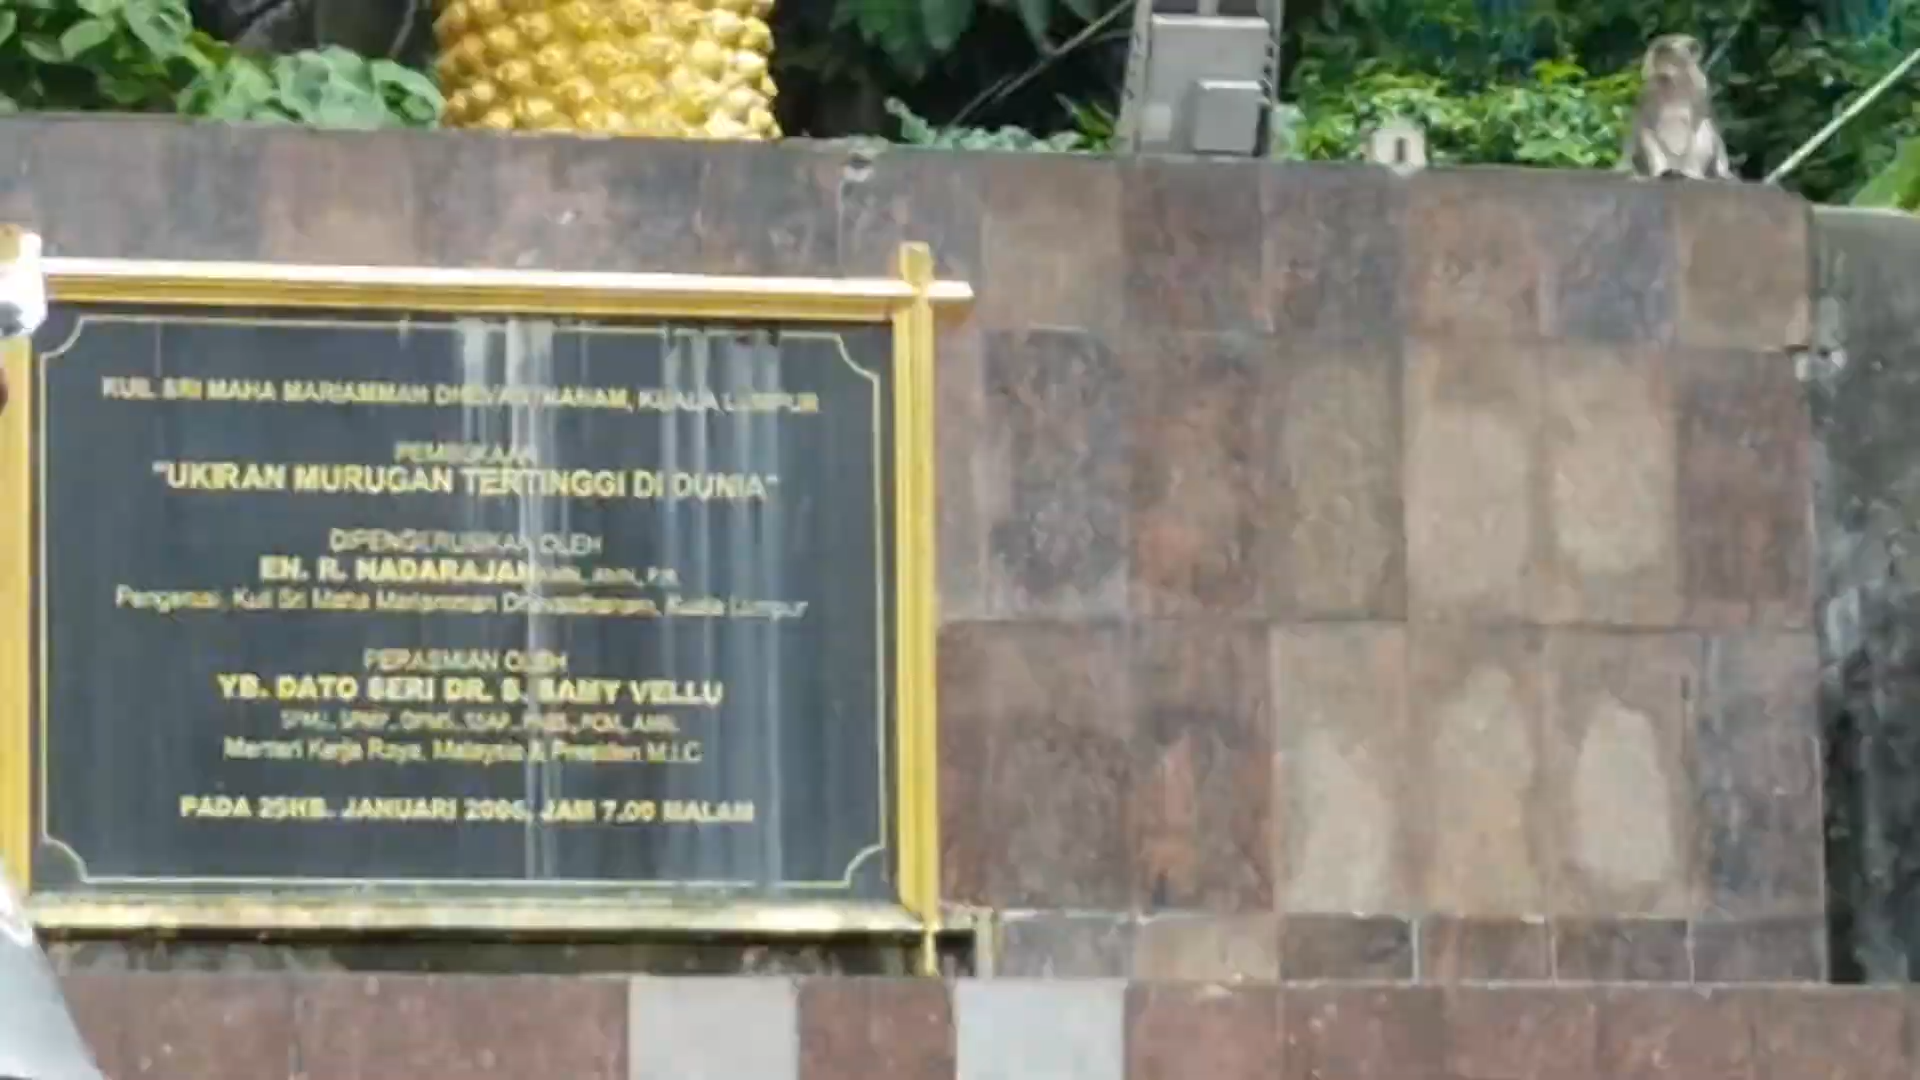 KUIL SRI MAHA MARIAMMAN DHEVASTHANAM, KUALA LUMPUR
PEMBUKAAN
"UKIRAN MURUGAN TERTINGGI DI DUNIA"
DIPENGERUSIKAN OLEH
EN. R. NADARAJAH
Pengerusi, Kuil Sri Maha Mariamman Dhevasthanam, Kuala Lumpur
PERASMIAN OLEH
YB. DATO SERI DR. S. SAMY VELLU
Menteri Kerja Raya, Malaysia & Presiden M.I.C
PADA 29HB. JANUARI 2006, JAM 7.00 MALAM